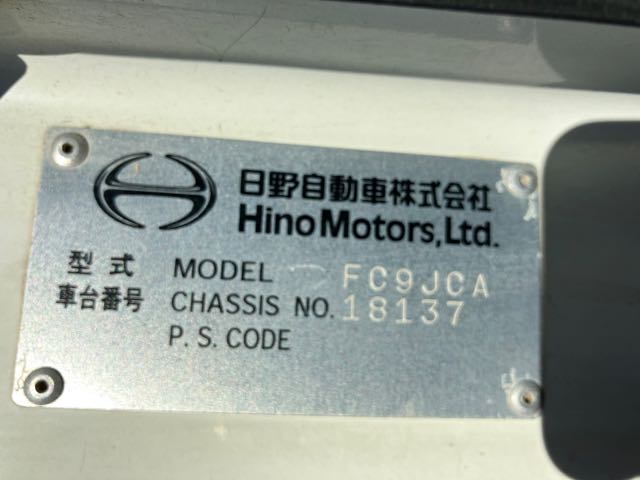 日野自動車株式会社
Hino Motors, Ltd.
型式 MODEL FC9JCA
車台番号 CHASSIS NO. 18137
P. S. CODE